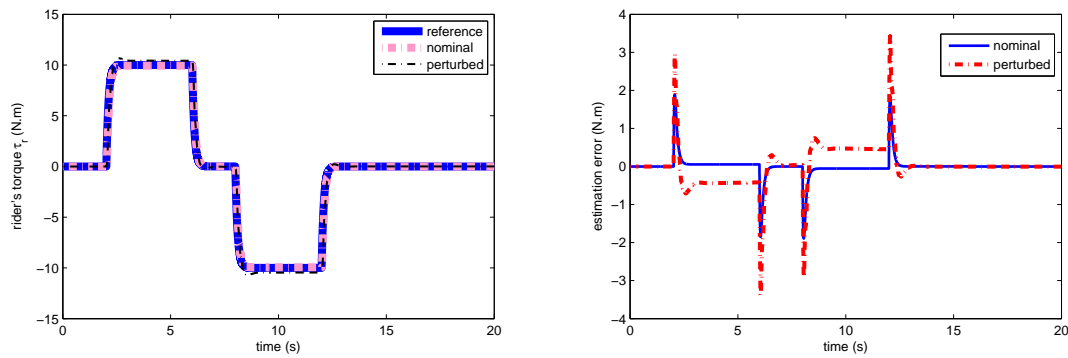 15
10
5
0
−5
−10
−15
rider's torque τr (N.m)
reference
nominal
perturbed
0
5
10
15
20
time (s)
4
3
2
1
0
−1
−2
−3
−4
estimation error (N.m)
nominal
perturbed
0
5
10
15
20
time (s)